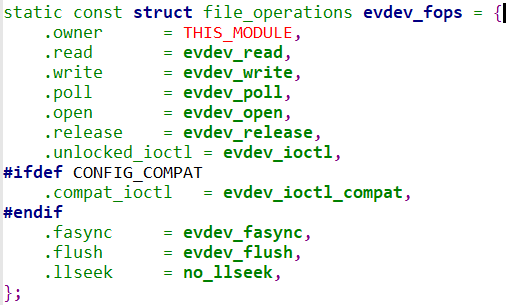 static const struct file_operations evdev_fops = {
    .owner      = THIS_MODULE,
    .read       = evdev_read,
    .write      = evdev_write,
    .poll       = evdev_poll,
    .open       = evdev_open,
    .release    = evdev_release,
    .unlocked_ioctl = evdev_ioctl,
#ifdef CONFIG_COMPAT
    .compat_ioctl   = evdev_ioctl_compat,
#endif
    .fasync     = evdev_fasync,
    .flush      = evdev_flush,
    .llseek     = no_llseek,
};